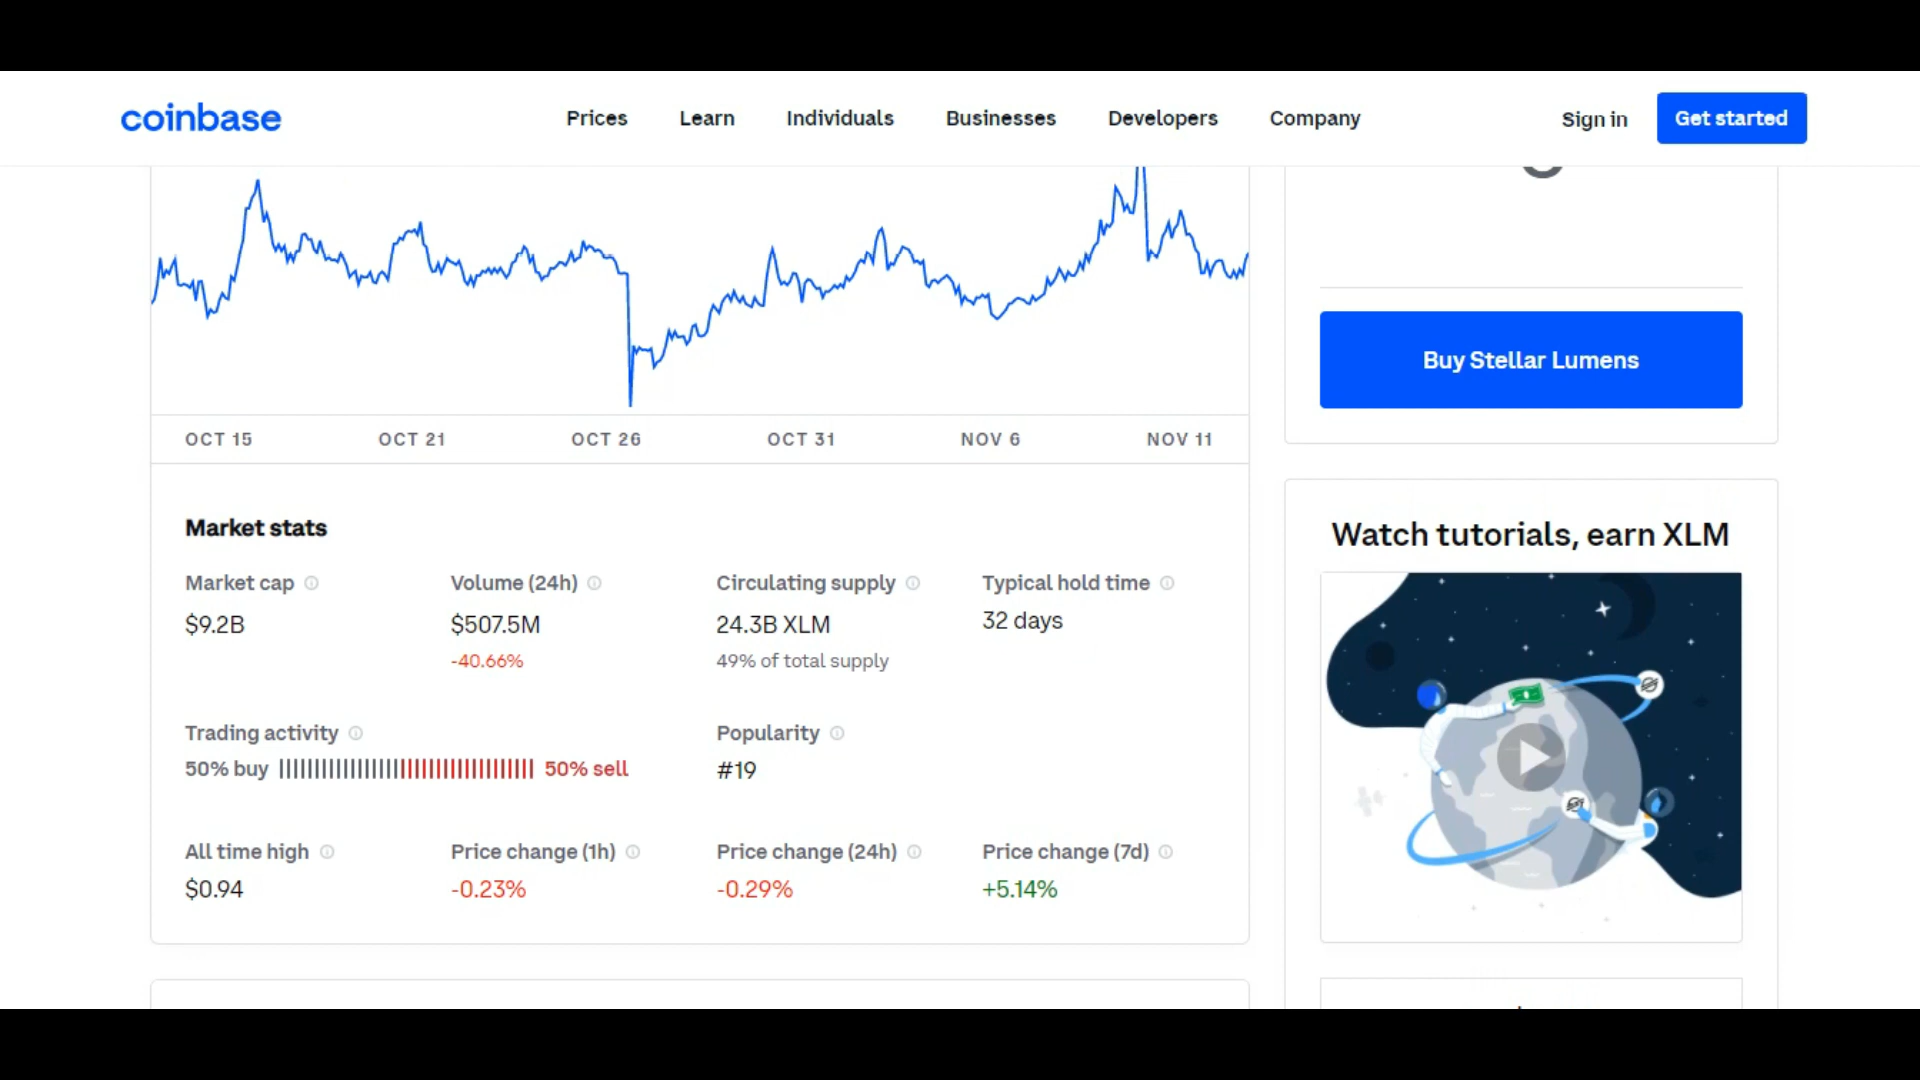 coinbase
Prices Learn Individuals Businesses Developers Company
Sign in
Get started
Buy Stellar Lumens
OCT 15 OCT 21 OCT 26 OCT 31 NOV 6 NOV 11
Market stats
Market cap Volume (24h) Circulating supply Typical hold time
$9.2B $507.5M 24.3B XLM 32 days
-40.66% 49% of total supply
Trading activity Popularity
50% buy 50% sell #19
All time high Price change (1h) Price change (24h) Price change (7d)
$0.94 -0.23% -0.29% +5.14%
Watch tutorials, earn XLM